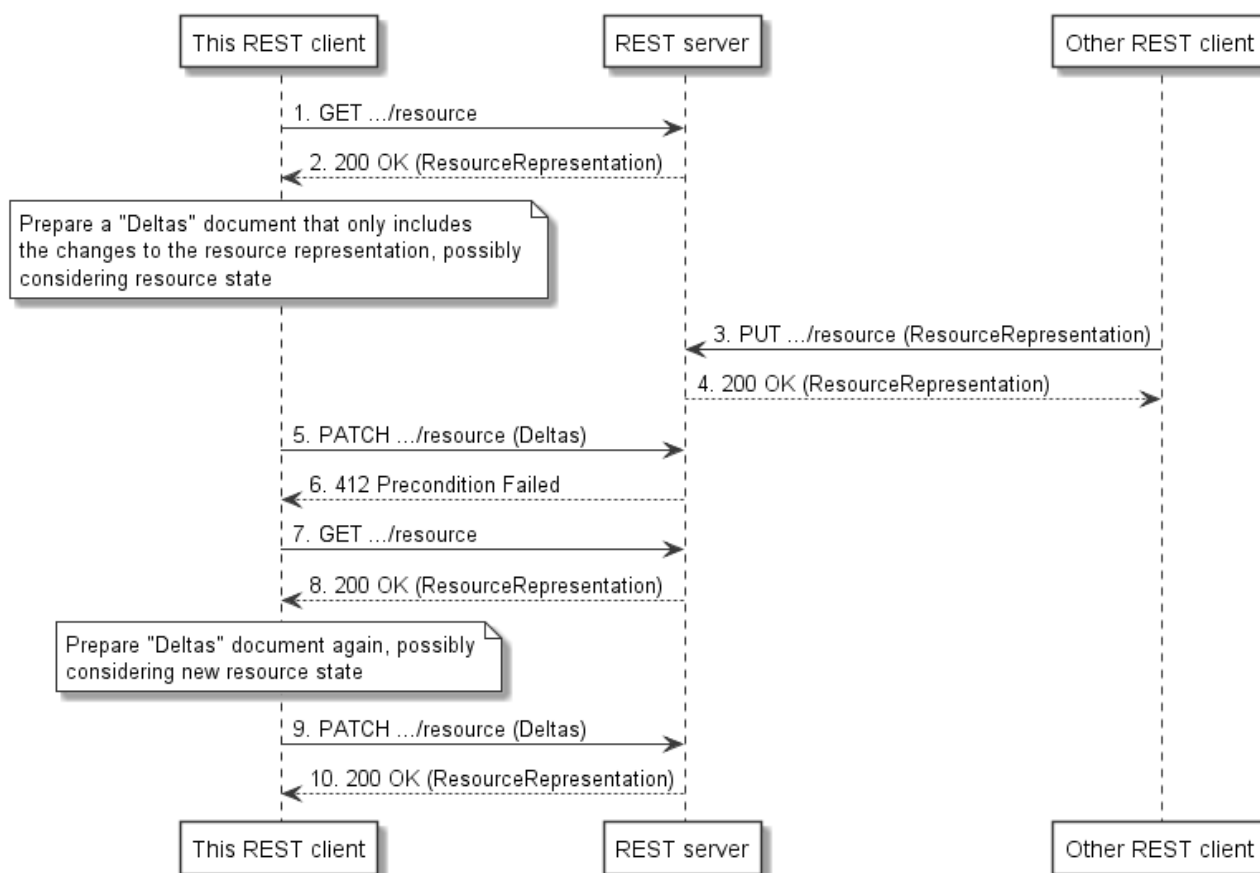 This REST client
REST server
Other REST client
1. GET .../resource
2. 200 OK (ResourceRepresentation)
Prepare a "Deltas" document that only includes
the changes to the resource representation, possibly
considering resource state
3. PUT .../resource (ResourceRepresentation)
4. 200 OK (ResourceRepresentation)
5. PATCH .../resource (Deltas)
6. 412 Precondition Failed
7. GET .../resource
8. 200 OK (ResourceRepresentation)
Prepare "Deltas" document again, possibly
considering new resource state
9. PATCH .../resource (Deltas)
10. 200 OK (ResourceRepresentation)
This REST client
REST server
Other REST client